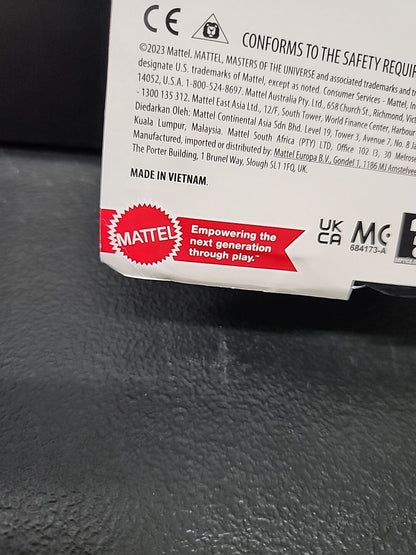 CE CONFORMS TO THE SAFETY REQUIR
©2023 Mattel. MATTEL, MASTERS OF THE UNIVERSE and associated trademarks and tr
designate U.S. trademarks of Mattel, except as noted. Consumer Services - Mattel, In
14052, U.S.A. 1-800-524-8697. Mattel Australia Pty. Ltd., 658 Church St., Richmond, Vic
- 1300 135 312. Mattel East Asia Ltd., 12/F, South Tower, World Finance Center, Harbour
Diedarkan Oleh: Mattel Continental Asia Sdn Bhd. Level 19, Tower 3, Avenue 7, No. 8 Ja
Kuala Lumpur, Malaysia. Mattel South Africa (PTY) LTD, Office 102 I3, 30 Melrose
Manufactured, imported or distributed by: Mattel Europa B.V., Gondel 1, 1186 MJ Amstelvee
The Porter Building, 1 Brunel Way, Slough SL1 1FQ, UK.
MADE IN VIETNAM.
MATTEL
Empowering the
next generation
through play.™
UK
CA
MC
684173-A